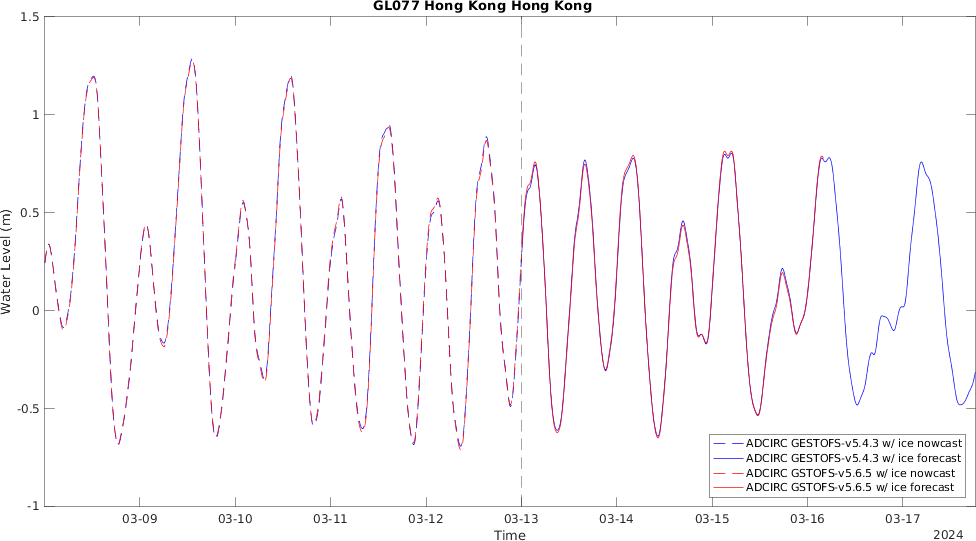 GL077 Hong Kong Hong Kong
1.5
1
0.5
0
-0.5
-1
Water Level (m)
03-09 03-10 03-11 03-12 03-13 03-14 03-15 03-16 03-17
Time
2024
ADCIRC GESTOFS-v5.4.3 w/ ice nowcast
ADCIRC GESTOFS-v5.4.3 w/ ice forecast
ADCIRC GSTOFS-v5.6.5 w/ ice nowcast
ADCIRC GSTOFS-v5.6.5 w/ ice forecast